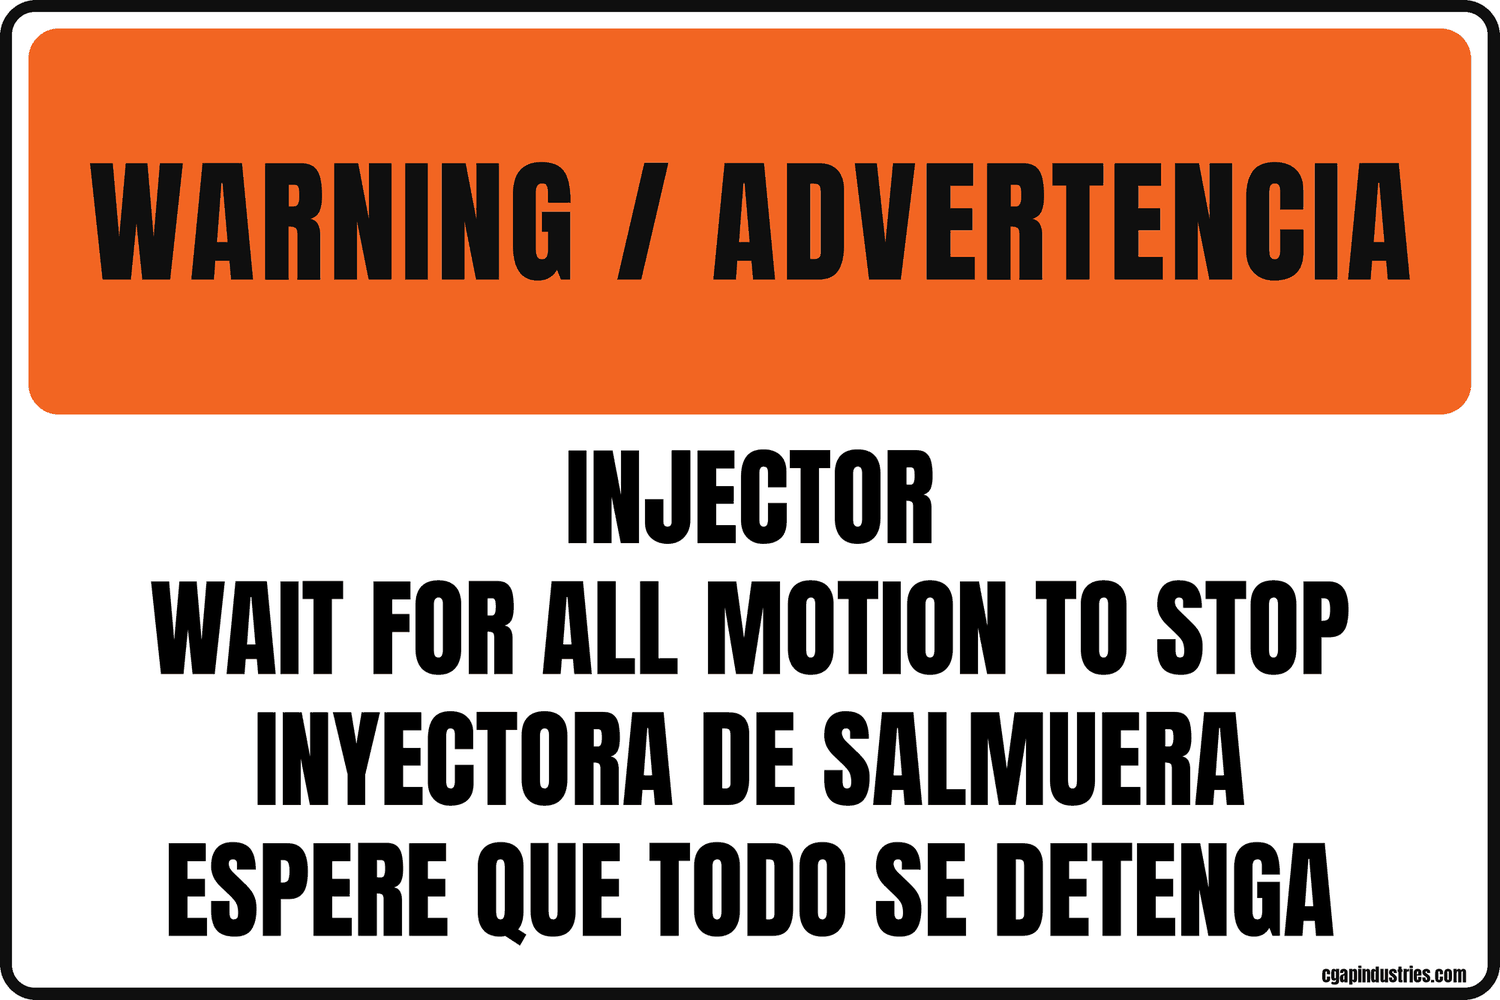 WARNING / ADVERTENCIA
INJECTOR
WAIT FOR ALL MOTION TO STOP
INYECTORA DE SALMUERA
ESPERE QUE TODO SE DETENGA
cgapindustries.com